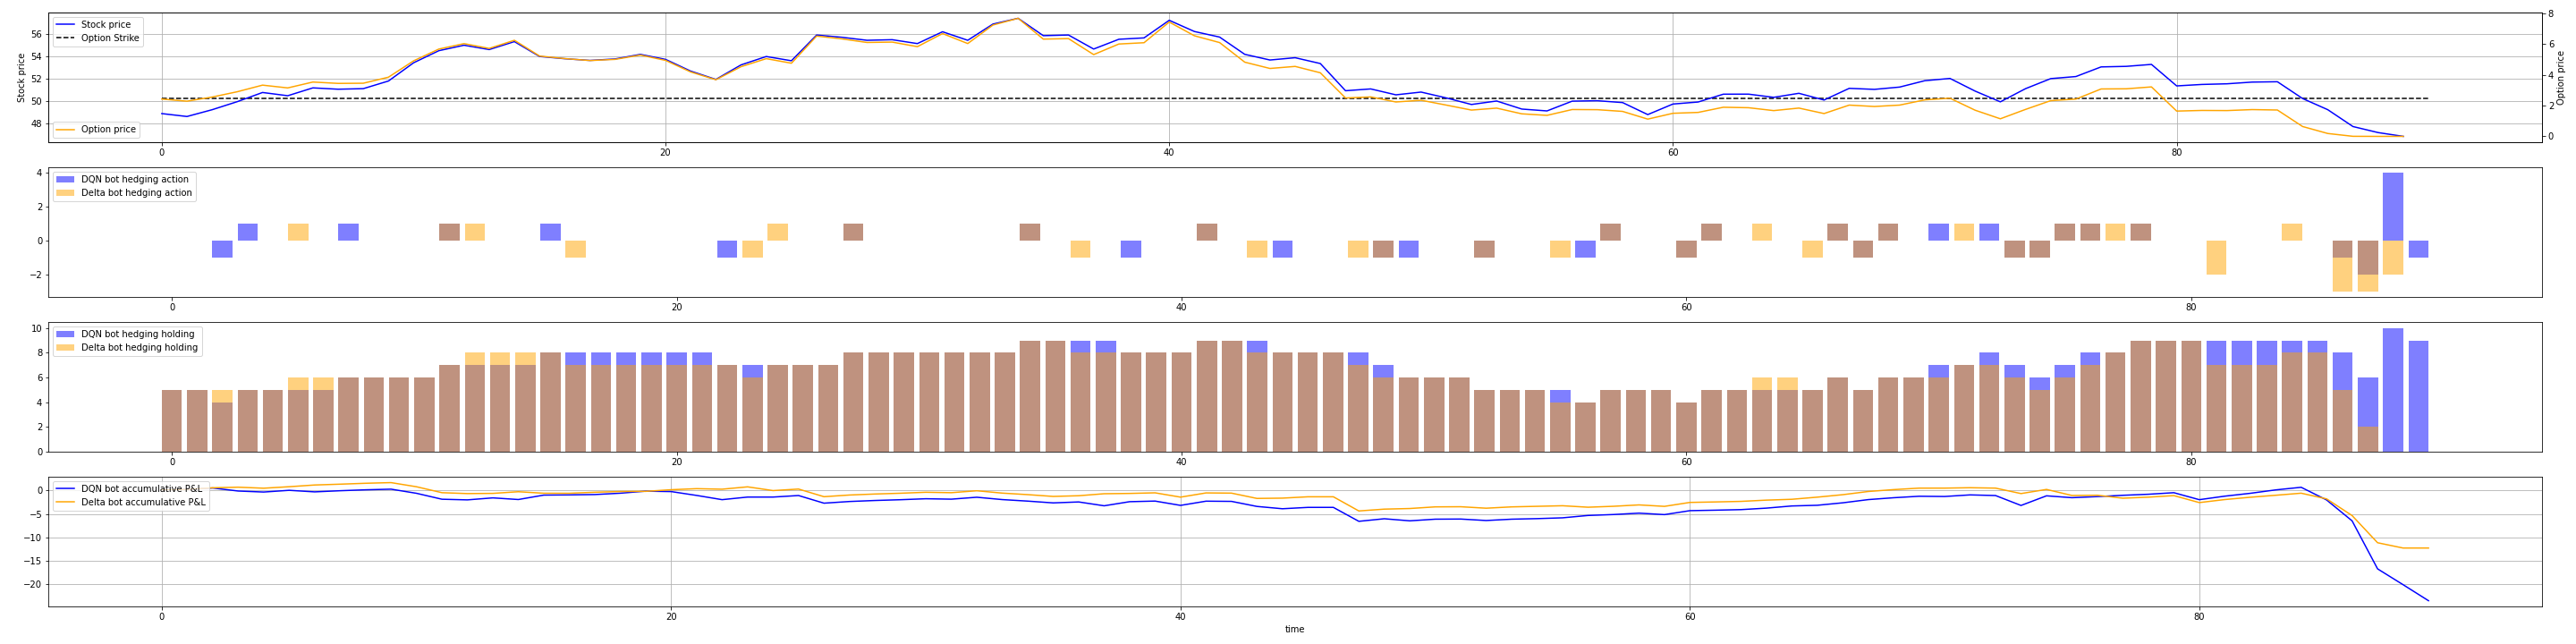 Stock price
Option Strike
Option price
Stock price
Option price
56
54
52
50
48
8
6
4
2
0
0 20 40 60 80
DQN bot hedging action
Delta bot hedging action
4
2
0
−2
0 20 40 60 80
DQN bot hedging holding
Delta bot hedging holding
10
8
6
4
2
0
0 20 40 60 80
DQN bot accumulative P&L
Delta bot accumulative P&L
0
−5
−10
−15
−20
0 20 40 60 80
time